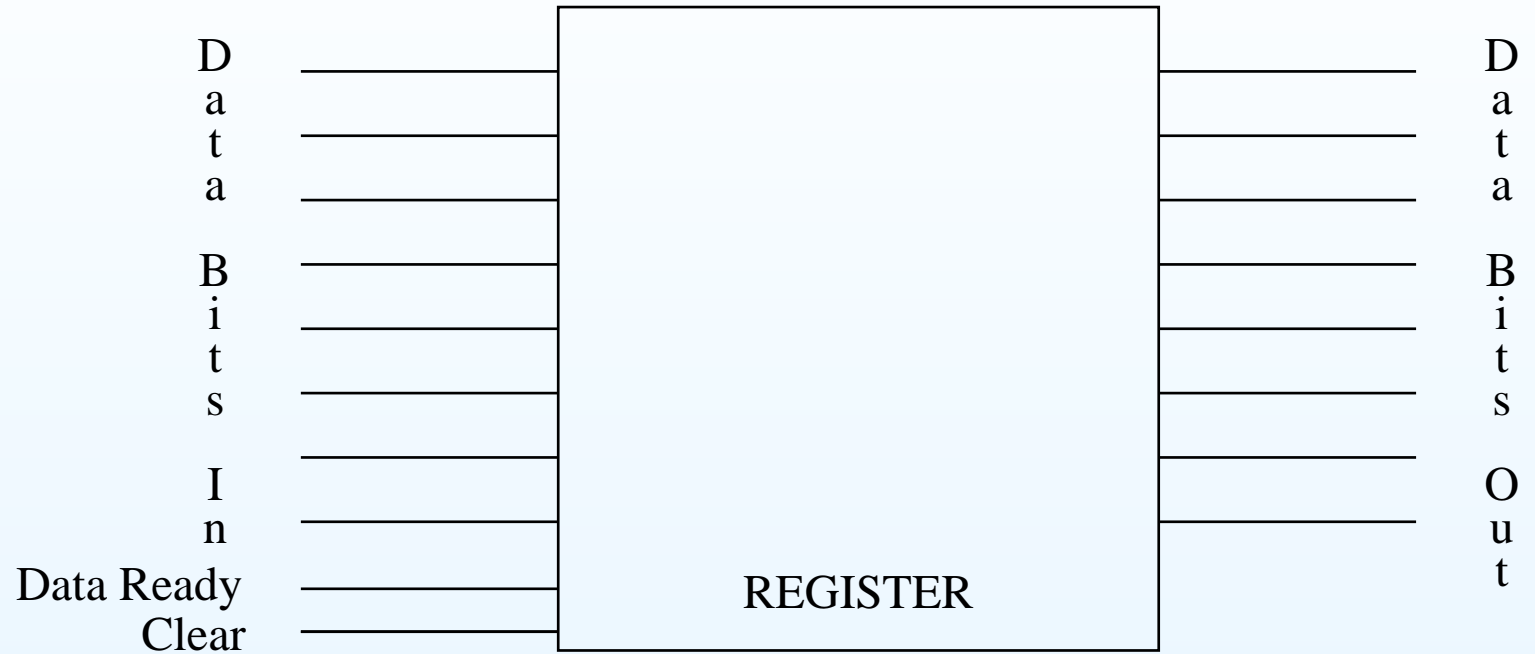 Data Bits In
Data Ready
Clear
REGISTER
Data Bits Out